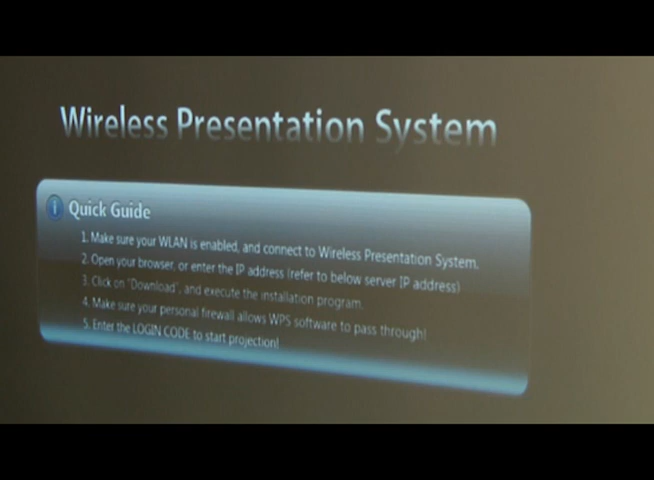 Wireless Presentation System
i Quick Guide
1. Make sure your WLAN is enabled, and connect to Wireless Presentation System.
2. Open your browser, or enter the IP address (refer to below server IP address)
3. Click on "Download", and execute the installation program.
4. Make sure your personal firewall allows WPS software to pass through!
5. Enter the LOGIN CODE to start projection!